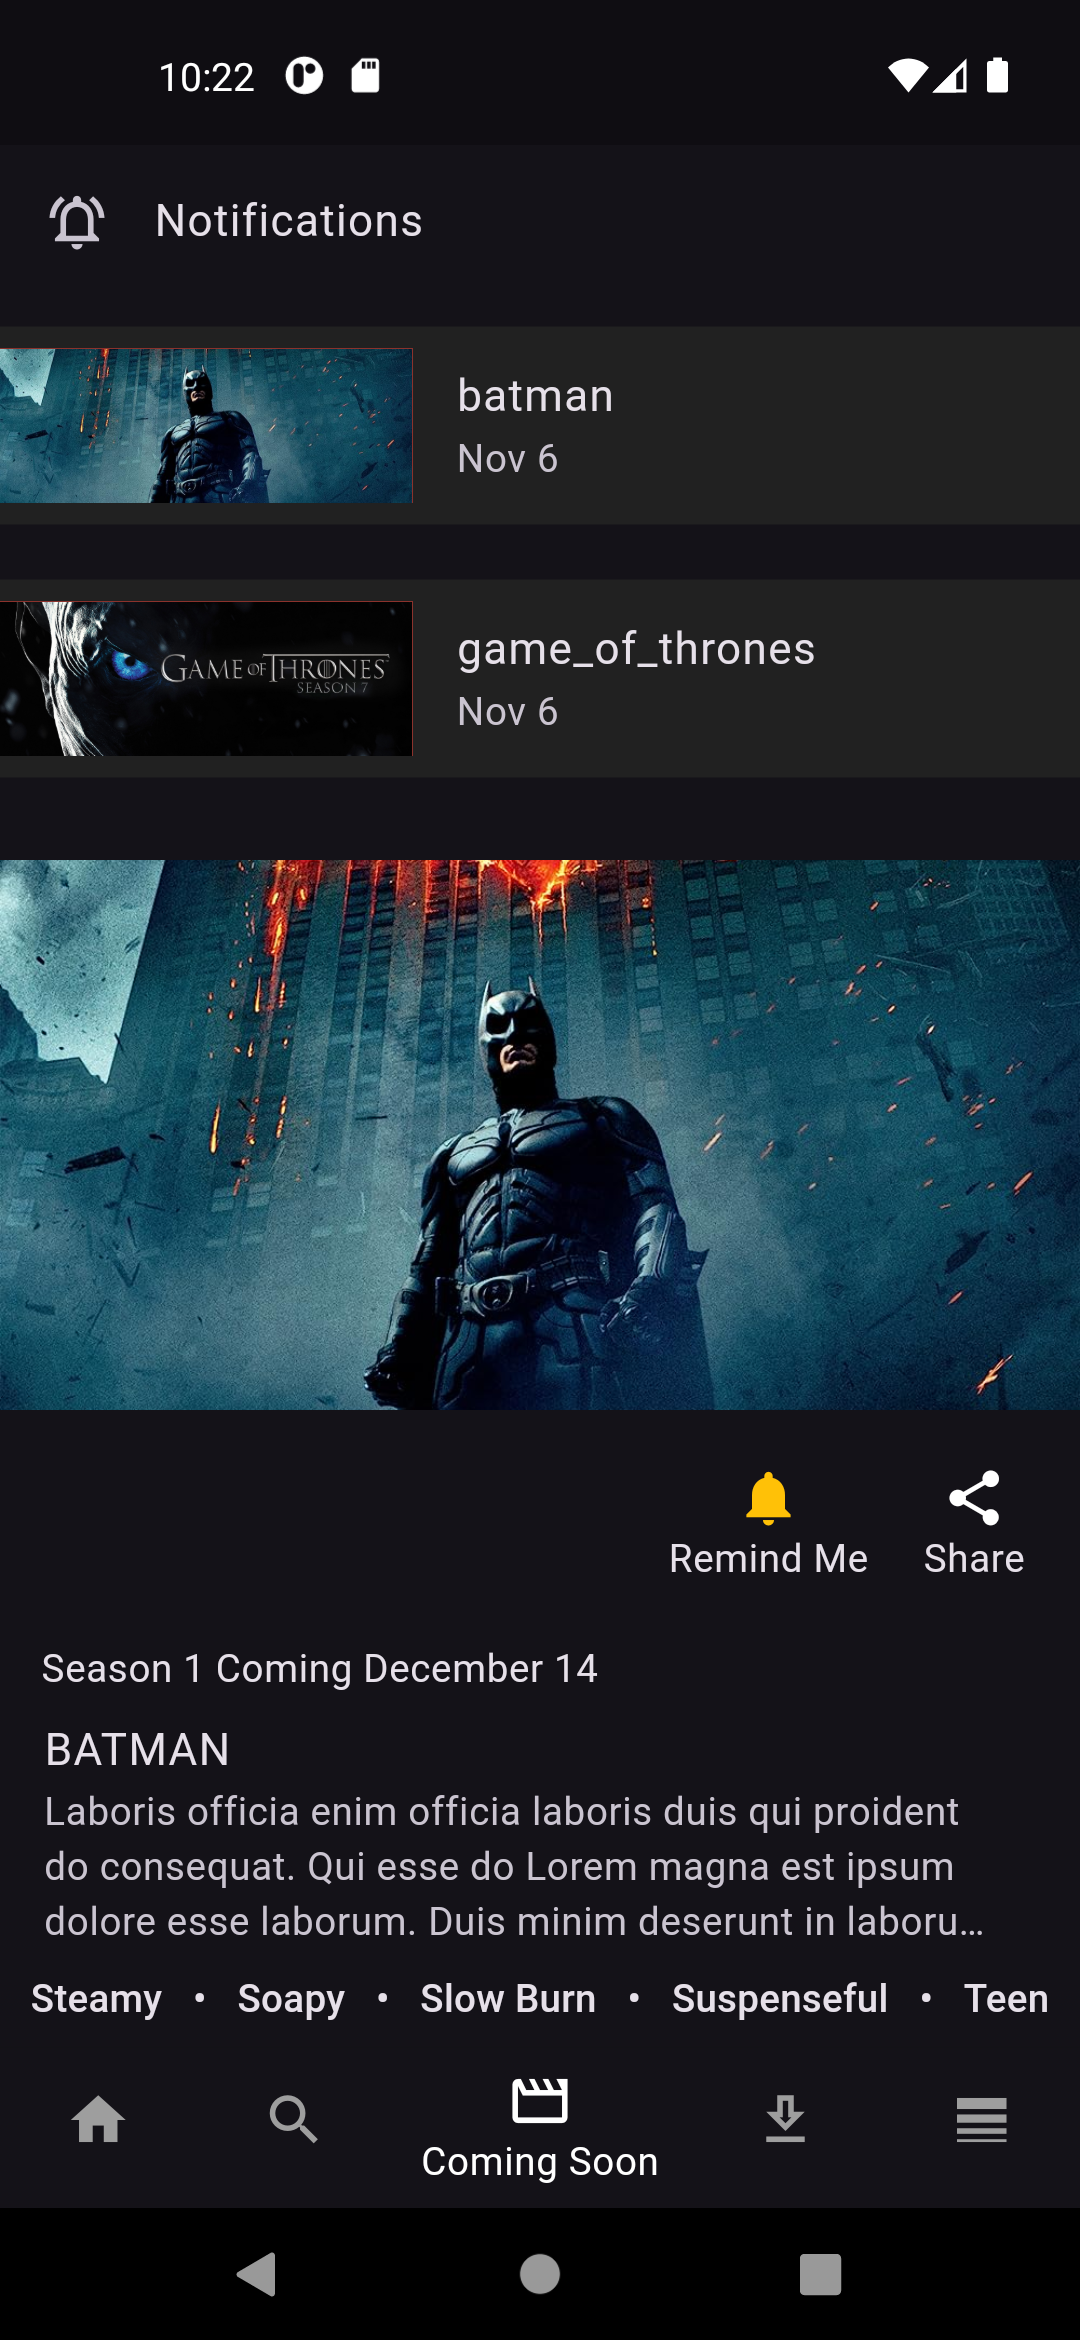 10:22
Notifications
batman
Nov 6
GAME OF THRONES
SEASON 7
game_of_thrones
Nov 6
Remind Me
Share
Season 1 Coming December 14
BATMAN
Laboris officia enim officia laboris duis qui proident
do consequat. Qui esse do Lorem magna est ipsum
dolore esse laborum. Duis minim deserunt in laboru…
Steamy • Soapy • Slow Burn • Suspenseful • Teen
Coming Soon